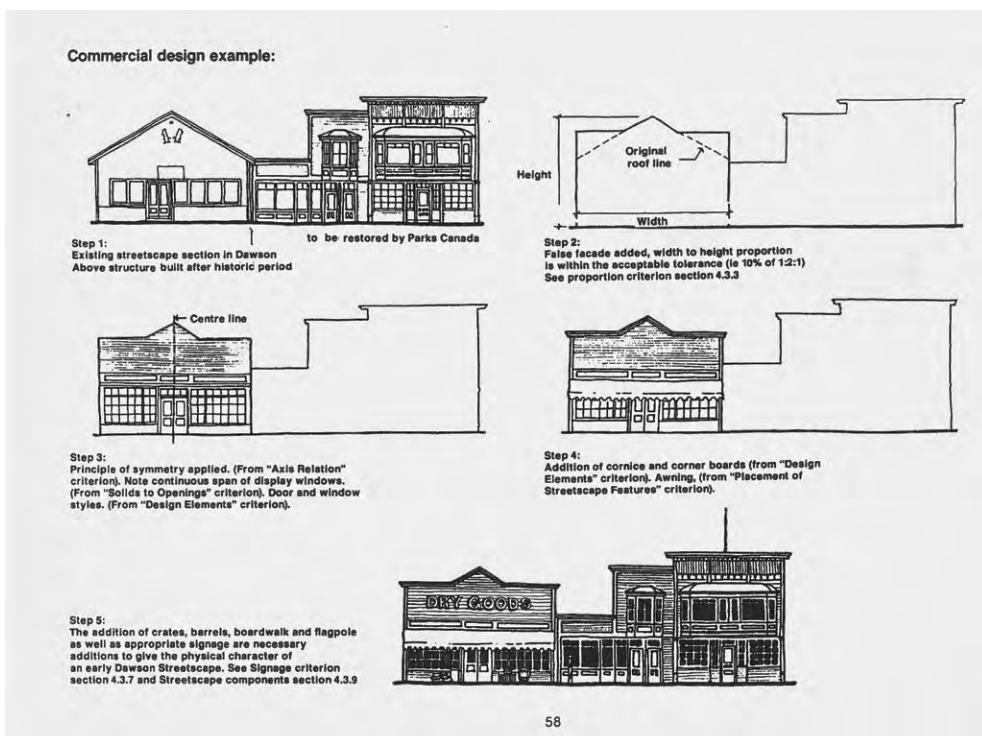 Commercial design example:
to be restored by Parks Canada
Step 1:
Existing streetscape section in Dawson
Above structure built after historic period
Original
roof line
Height
Width
Step 2:
False facade added, width to height proportion
is within the acceptable tolerance (ie 10% of 1:2:1)
See proportion criterion section 4.3.3
Centre line
Step 3:
Principle of symmetry applied. (From "Axis Relation"
criterion). Note continuous span of display windows.
(From "Solids to Openings" criterion). Door and window
styles. (From "Design Elements" criterion).
Step 4:
Addition of cornice and corner boards (from "Design
Elements" criterion). Awning, (from "Placement of
Streetscape Features" criterion).
DRY GOODS
Step 5:
The addition of crates, barrels, boardwalk and flagpole
as well as appropriate signage are necessary
additions to give the physical character of
an early Dawson Streetscape. See Signage criterion
section 4.3.7 and Streetscape components section 4.3.9
58